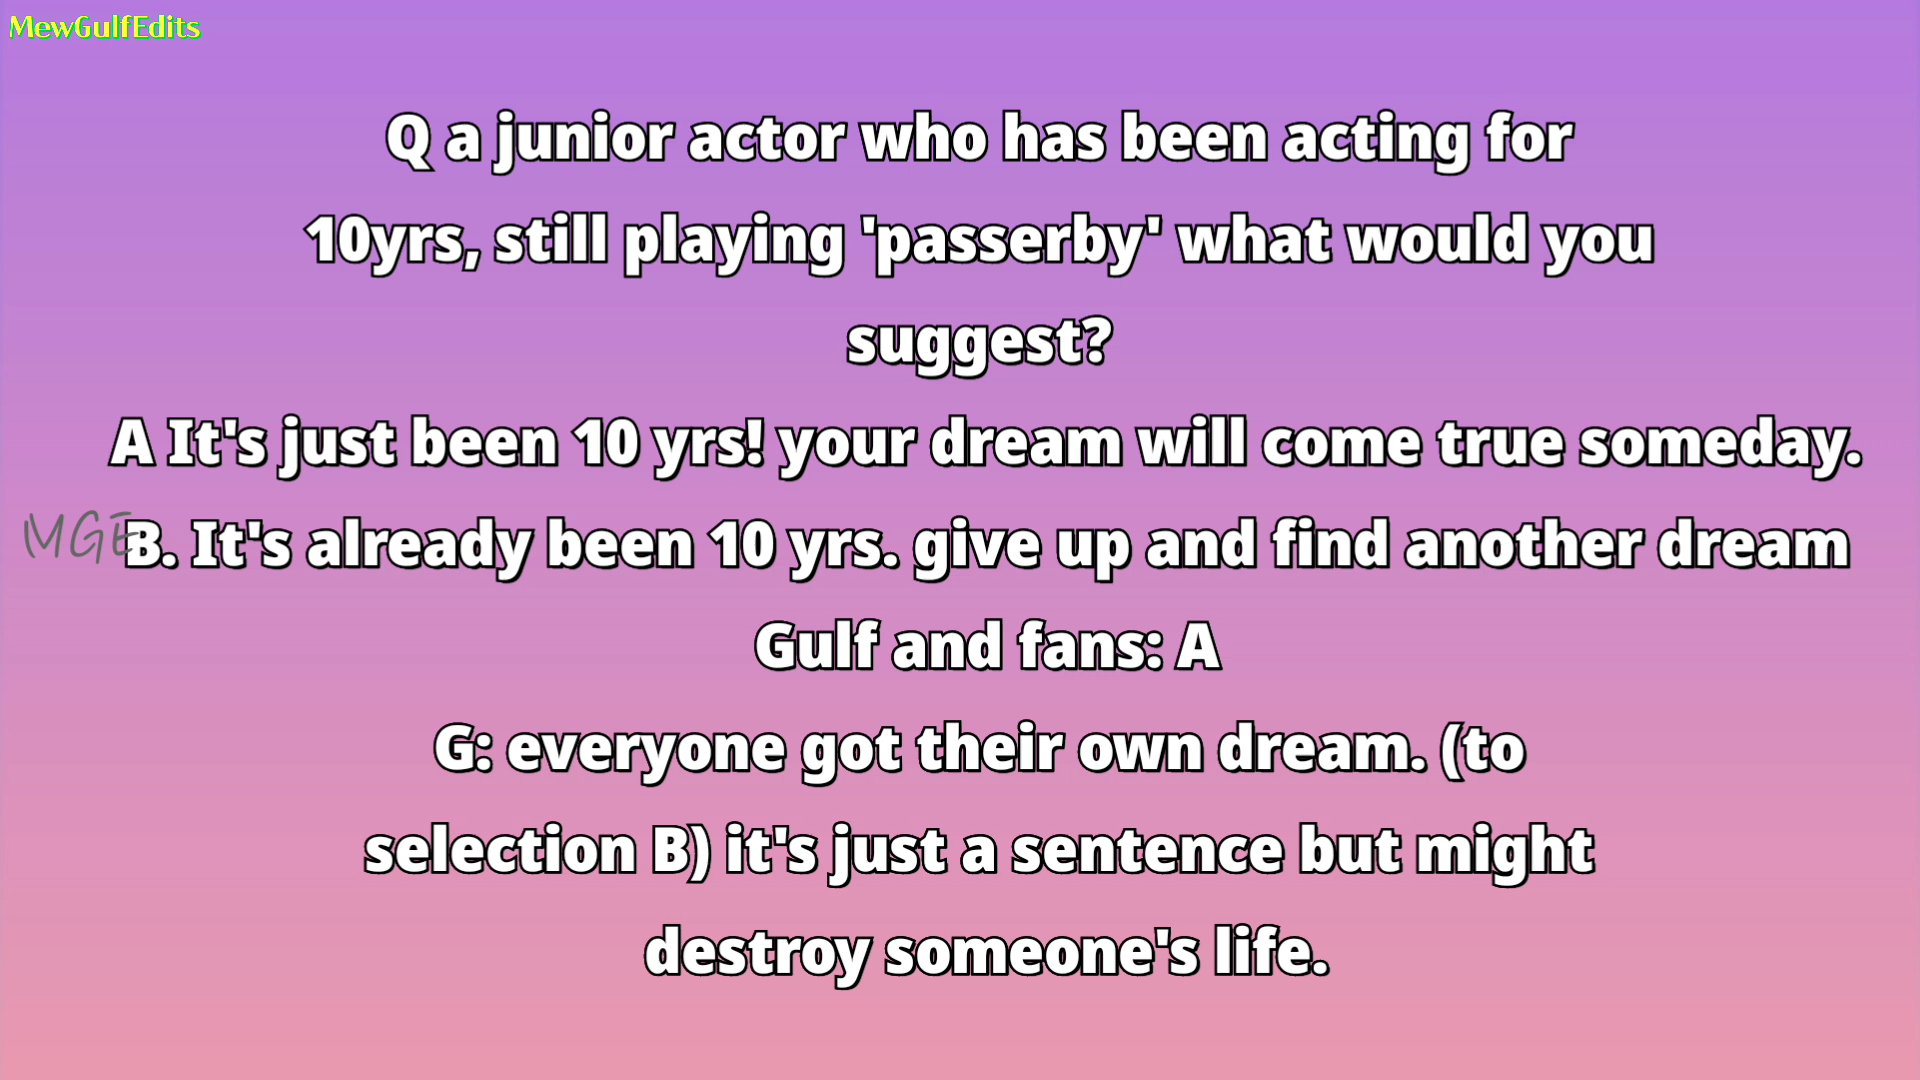 MewGulfEdits
Q a junior actor who has been acting for
10yrs, still playing 'passerby' what would you
suggest?
A It's just been 10 yrs! your dream will come true someday.
MGE
B. It's already been 10 yrs. give up and find another dream
Gulf and fans: A
G: everyone got their own dream. (to
selection B) it's just a sentence but might
destroy someone's life.